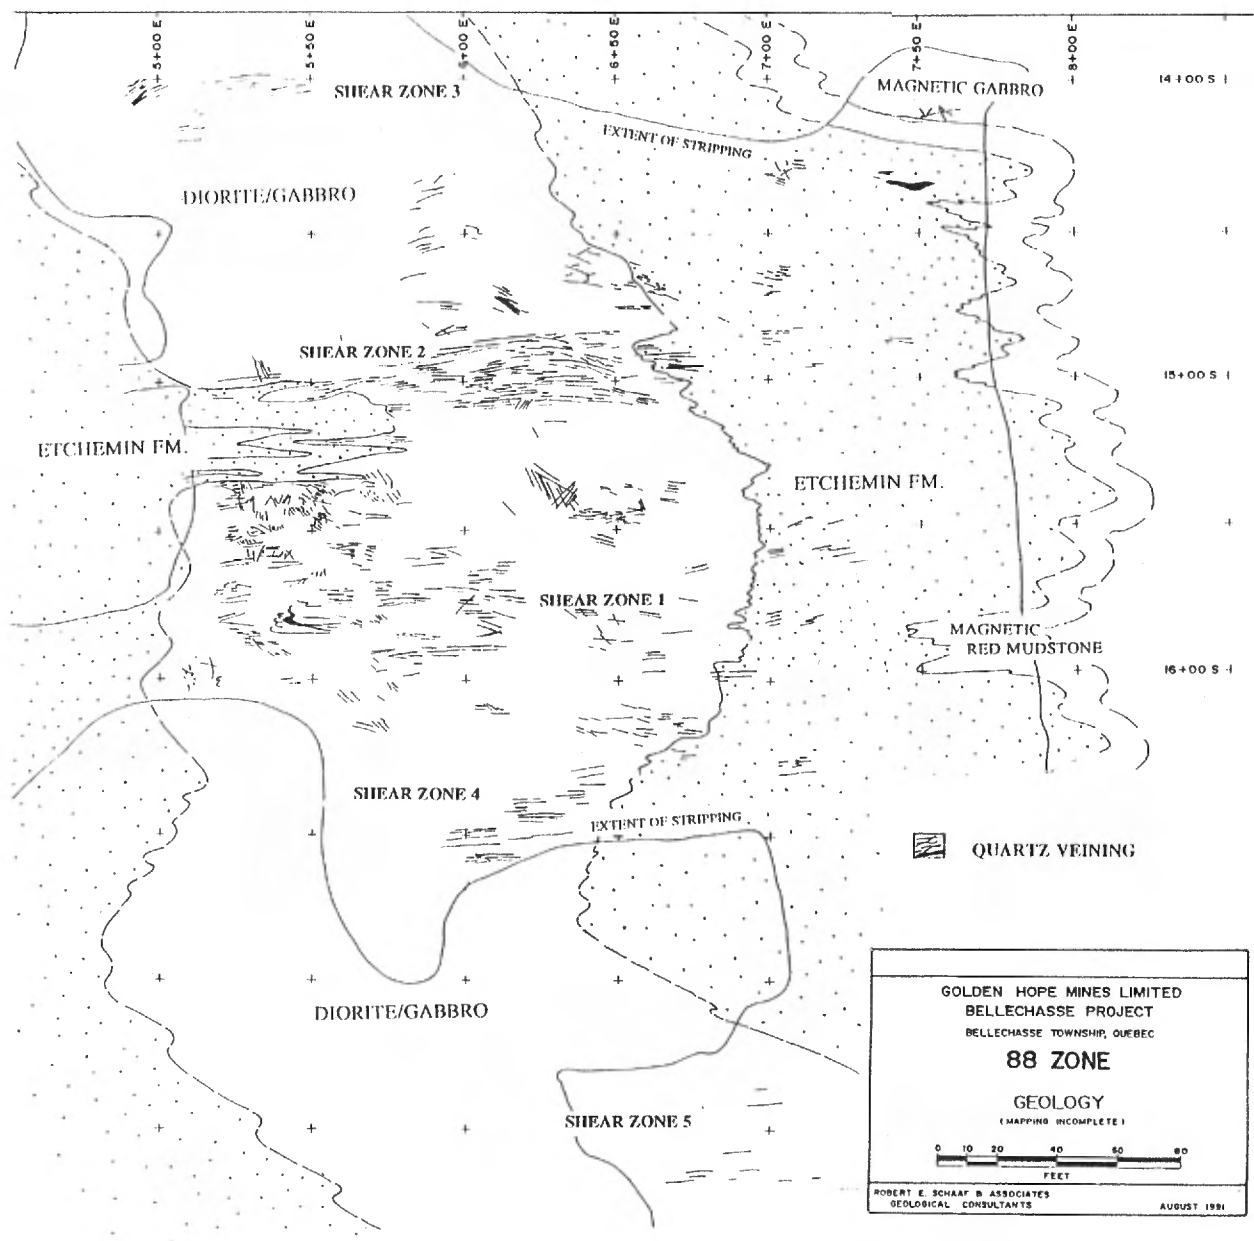 5+00 E
5+50 E
6+00 E
6+50 E
7+00 E
7+50 E
8+00 E
14+00 S
SHEAR ZONE 3
MAGNETIC GABBRO
EXTENT OF STRIPPING
DIORITE/GABBRO
SHEAR ZONE 2
15+00 S
ETCHEMIN FM.
ETCHEMIN FM.
SHEAR ZONE 1
MAGNETIC
RED MUDSTONE
16+00 S
SHEAR ZONE 4
EXTENT OF STRIPPING
QUARTZ VEINING
DIORITE/GABBRO
SHEAR ZONE 5
GOLDEN HOPE MINES LIMITED
BELLECHASSE PROJECT
BELLECHASSE TOWNSHIP, QUEBEC
88 ZONE
GEOLOGY
(MAPPING INCOMPLETE)
0 10 20 40 60 80
FEET
ROBERT E. SCHAAF & ASSOCIATES
GEOLOGICAL CONSULTANTS
AUGUST 1991